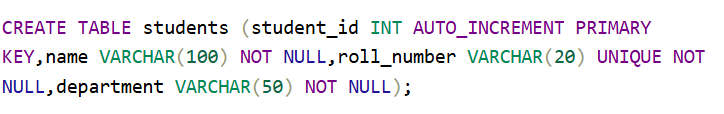 CREATE TABLE students (student_id INT AUTO_INCREMENT PRIMARY
KEY,name VARCHAR(100) NOT NULL,roll_number VARCHAR(20) UNIQUE NOT
NULL,department VARCHAR(50) NOT NULL);